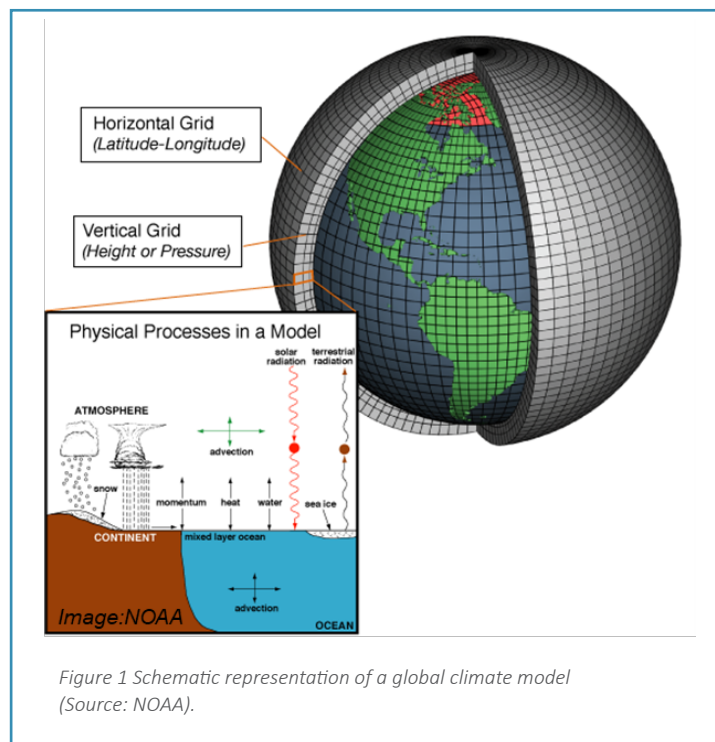 Horizontal Grid
(Latitude-Longitude)
Vertical Grid
(Height or Pressure)
Physical Processes in a Model
solar
radiation
terrestrial
radiation
ATMOSPHERE
advection
snow
momentum
heat
water
sea ice
CONTINENT
mixed layer ocean
advection
Image:NOAA
OCEAN
Figure 1 Schematic representation of a global climate model
(Source: NOAA).